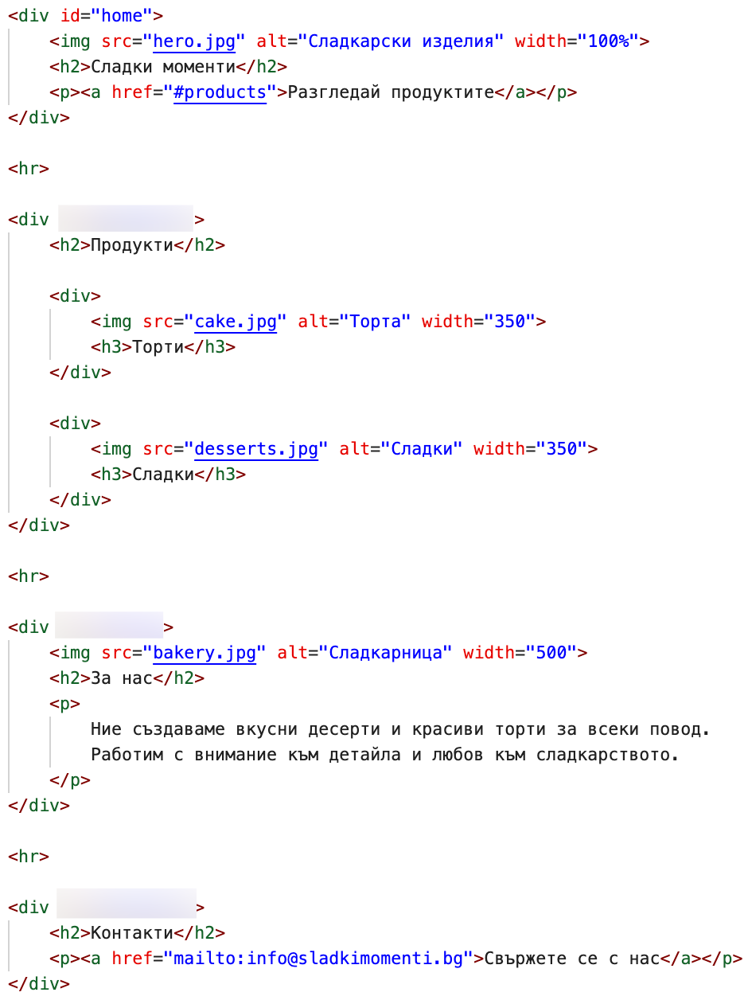 <div id="home">
<img src="hero.jpg" alt="Сладкарски изделия" width="100%">
<h2>Сладки моменти</h2>
<p><a href="#products">Разгледай продуктите</a></p>
</div>
<hr>
<div >
<h2>Продукти</h2>
<div>
<img src="cake.jpg" alt="Торта" width="350">
<h3>Торти</h3>
</div>
<div>
<img src="desserts.jpg" alt="Сладки" width="350">
<h3>Сладки</h3>
</div>
</div>
<hr>
<div >
<img src="bakery.jpg" alt="Сладкарница" width="500">
<h2>За нас</h2>
<p>
Ние създаваме вкусни десерти и красиви торти за всеки повод.
Работим с внимание към детайла и любов към сладкарството.
</p>
</div>
<hr>
<div >
<h2>Контакти</h2>
<p><a href="mailto:info@sladkimomenti.bg">Свържете се с нас</a></p>
</div>